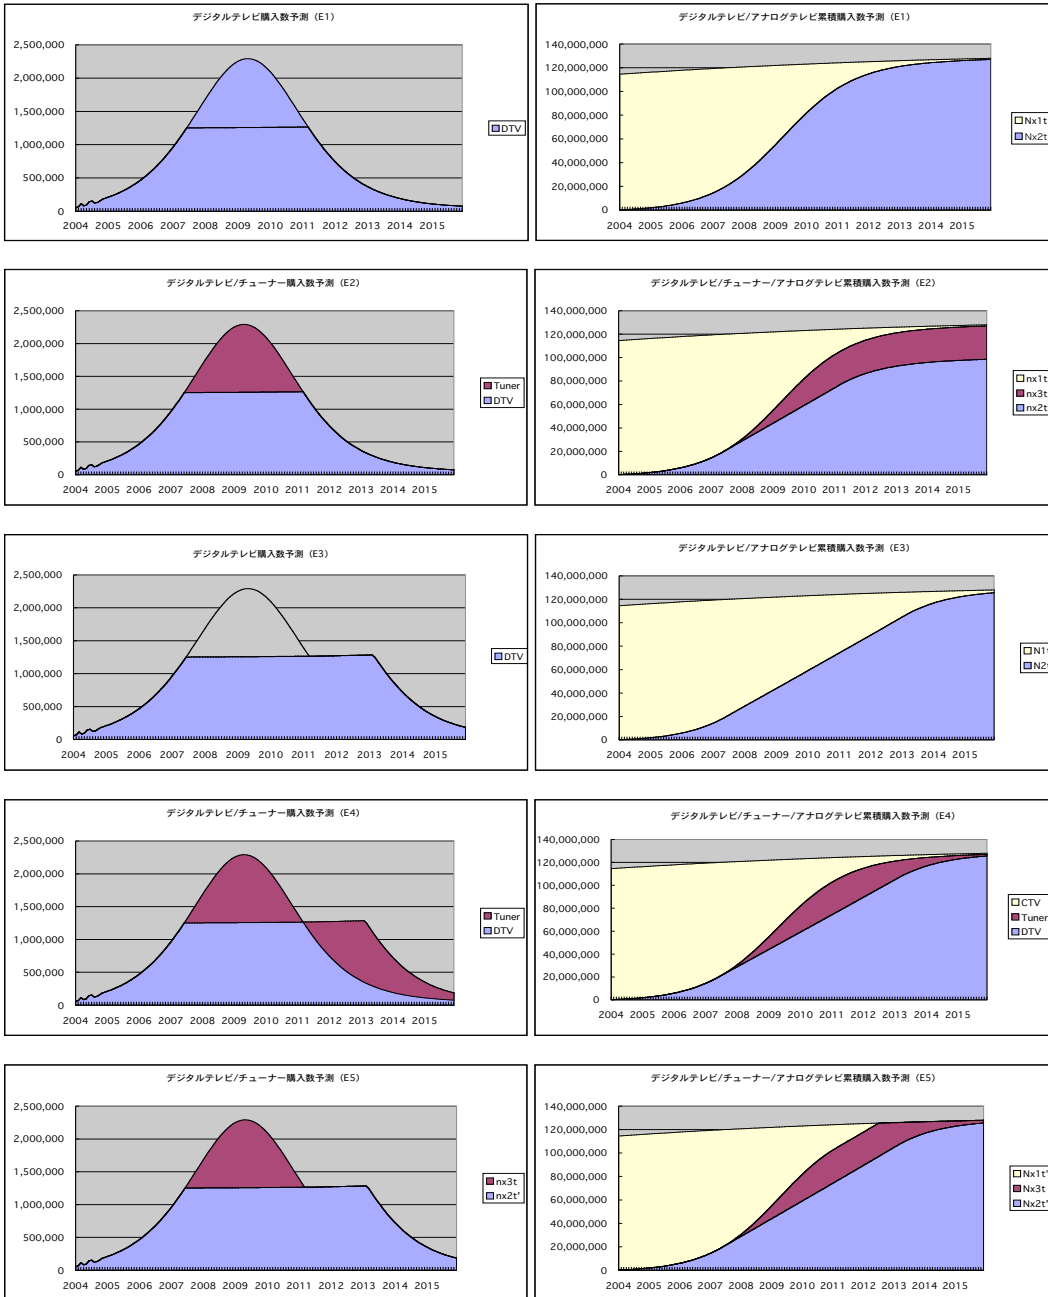 デジタルテレビ購入数予測（E1）
2,500,000
2,000,000
1,500,000
1,000,000
500,000
0
2004 2005 2006 2007 2008 2009 2010 2011 2012 2013 2014 2015
DTV
デジタルテレビ/アナログテレビ累積購入数予測（E1）
140,000,000
120,000,000
100,000,000
80,000,000
60,000,000
40,000,000
20,000,000
0
2004 2005 2006 2007 2008 2009 2010 2011 2012 2013 2014 2015
Nx1t
Nx2t
デジタルテレビ/チューナー購入数予測（E2）
2,500,000
2,000,000
1,500,000
1,000,000
500,000
0
2004 2005 2006 2007 2008 2009 2010 2011 2012 2013 2014 2015
Tuner
DTV
デジタルテレビ/チューナー/アナログテレビ累積購入数予測（E2）
140,000,000
120,000,000
100,000,000
80,000,000
60,000,000
40,000,000
20,000,000
0
2004 2005 2006 2007 2008 2009 2010 2011 2012 2013 2014 2015
nx1t
nx3t
nx2t
デジタルテレビ購入数予測（E3）
2,500,000
2,000,000
1,500,000
1,000,000
500,000
0
2004 2005 2006 2007 2008 2009 2010 2011 2012 2013 2014 2015
DTV
デジタルテレビ/アナログテレビ累積購入数予測（E3）
140,000,000
120,000,000
100,000,000
80,000,000
60,000,000
40,000,000
20,000,000
0
2004 2005 2006 2007 2008 2009 2010 2011 2012 2013 2014 2015
N1t
N2t
デジタルテレビ/チューナー購入数予測（E4）
2,500,000
2,000,000
1,500,000
1,000,000
500,000
0
2004 2005 2006 2007 2008 2009 2010 2011 2012 2013 2014 2015
Tuner
DTV
デジタルテレビ/チューナー/アナログテレビ累積購入数予測（E4）
140,000,000
120,000,000
100,000,000
80,000,000
60,000,000
40,000,000
20,000,000
0
2004 2005 2006 2007 2008 2009 2010 2011 2012 2013 2014 2015
CTV
Tuner
DTV
デジタルテレビ/チューナー購入数予測（E5）
2,500,000
2,000,000
1,500,000
1,000,000
500,000
0
2004 2005 2006 2007 2008 2009 2010 2011 2012 2013 2014 2015
nx3t
nx2t'
デジタルテレビ/チューナー/アナログテレビ累積購入数予測（E5）
140,000,000
120,000,000
100,000,000
80,000,000
60,000,000
40,000,000
20,000,000
0
2004 2005 2006 2007 2008 2009 2010 2011 2012 2013 2014 2015
Nx1t'
Nx3t
Nx2t'